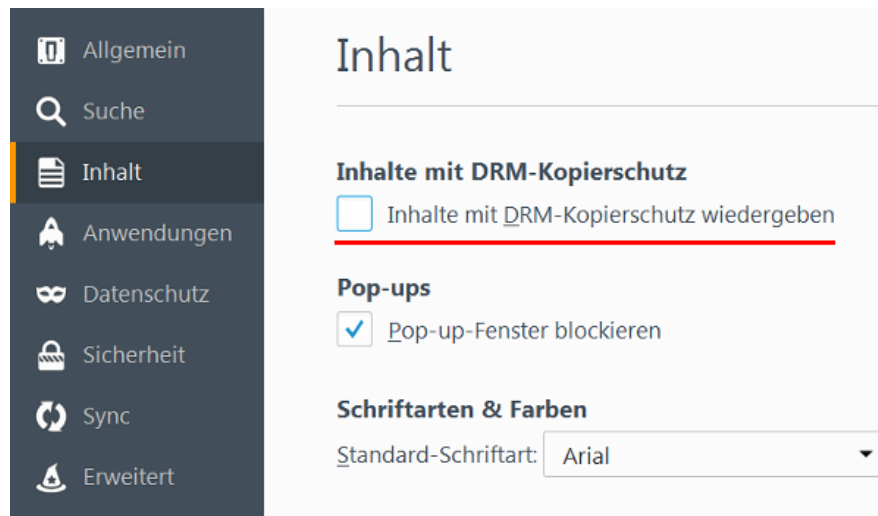 Allgemein
Suche
Inhalt
Anwendungen
Datenschutz
Sicherheit
Sync
Erweitert
Inhalt
Inhalte mit DRM-Kopierschutz
Inhalte mit DRM-Kopierschutz wiedergeben
Pop-ups
Pop-up-Fenster blockieren
Schriftarten & Farben
Standard-Schriftart: Arial